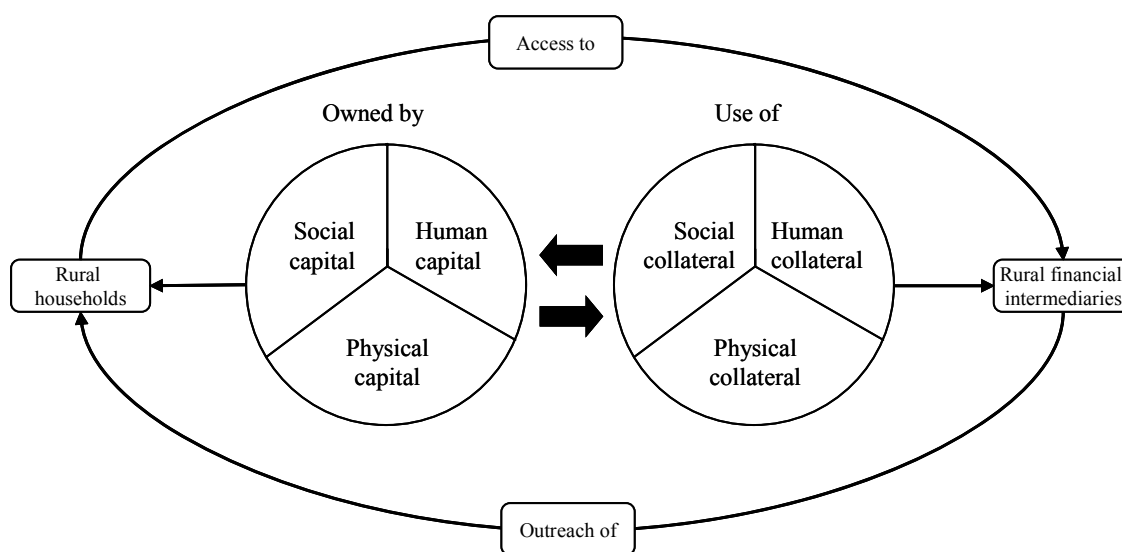 Access to
Owned by
Use of
Social
capital
Human
capital
Physical
capital
Social
collateral
Human
collateral
Physical
collateral
Rural
households
Rural financial
intermediaries
Outreach of